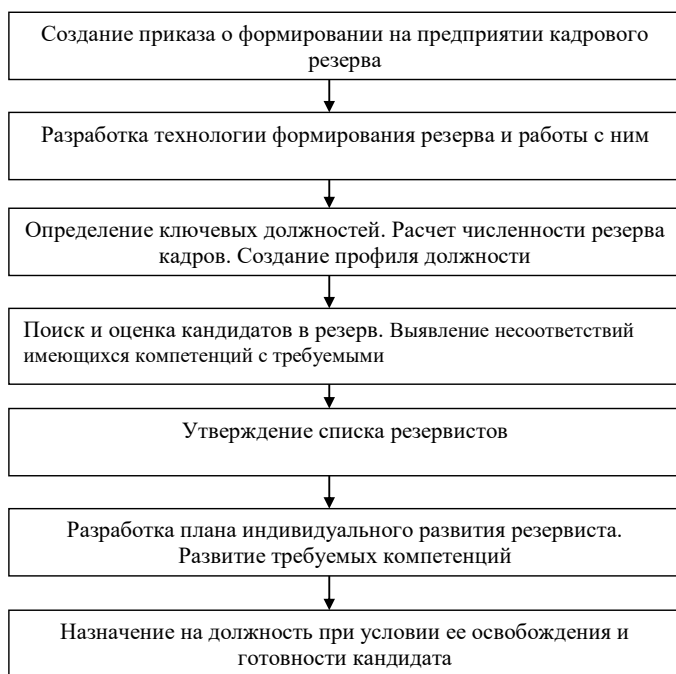 Создание приказа о формировании на предприятии кадрового
резерва
Разработка технологии формирования резерва и работы с ним
Определение ключевых должностей. Расчет численности резерва
кадров. Создание профиля должности
Поиск и оценка кандидатов в резерв. Выявление несоответствий
имеющихся компетенций с требуемыми
Утверждение списка резервистов
Разработка плана индивидуального развития резервиста.
Развитие требуемых компетенций
Назначение на должность при условии ее освобождения и
готовности кандидата